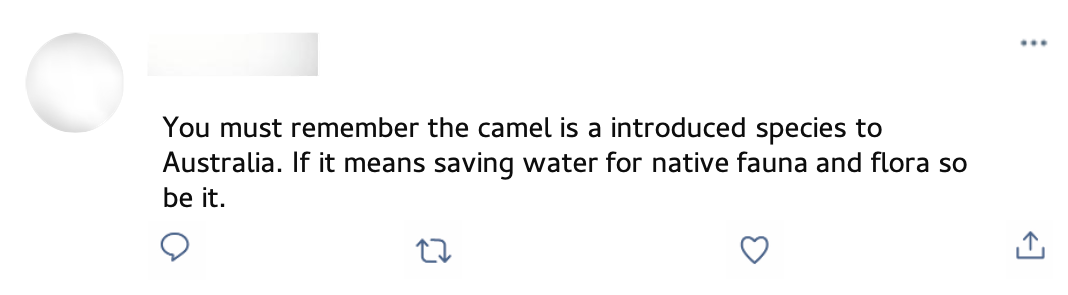 You must remember the camel is a introduced species to
Australia. If it means saving water for native fauna and flora so
be it.